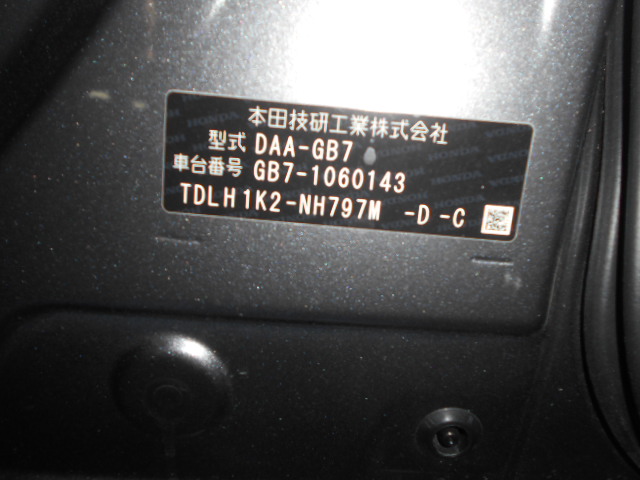 本田技研工業株式会社
型式 DAA-GB7
車台番号 GB7-1060143
TDLH1K2-NH797M -D -C